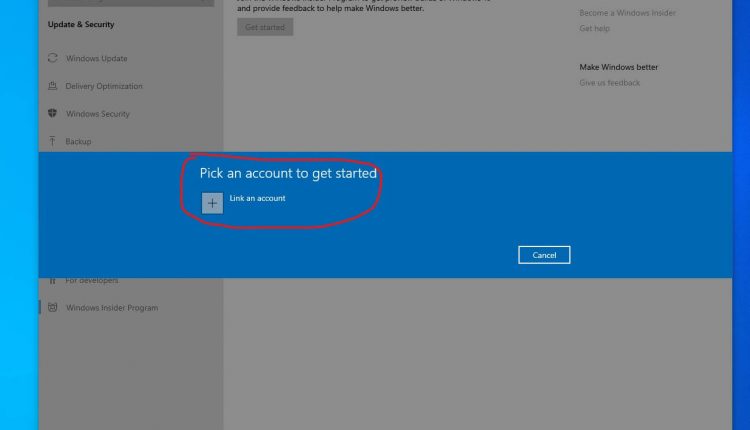 Update & Security
and provide feedback to help make Windows better.
Get started
Windows Update
Delivery Optimization
Windows Security
Backup
Pick an account to get started
Link an account
Cancel
For developers
Windows Insider Program
Become a Windows Insider
Get help
Make Windows better
Give us feedback